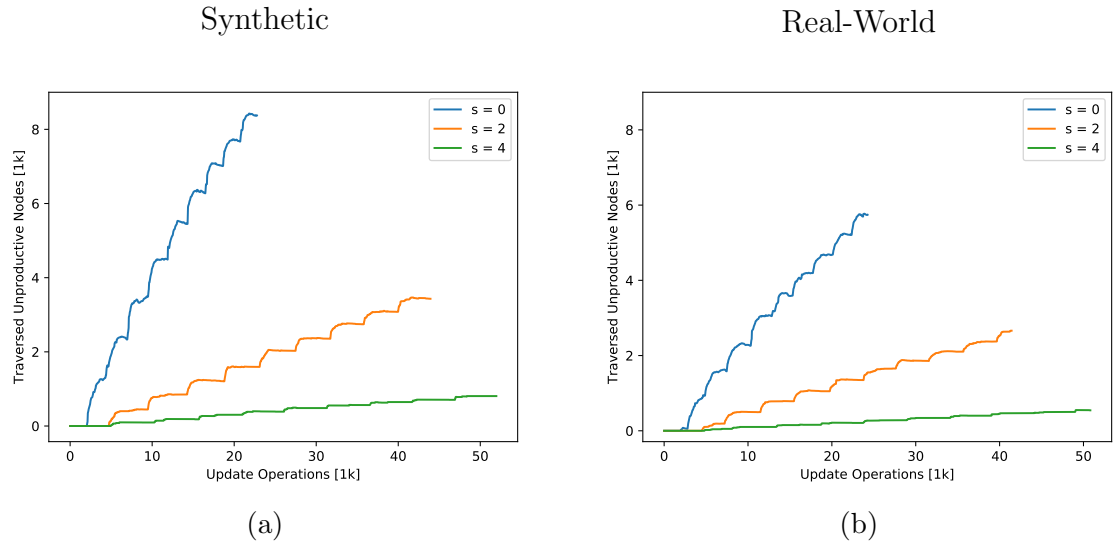 Synthetic
Real-World
s = 0
s = 2
s = 4
Traversed Unproductive Nodes [1k]
8
6
4
2
0
0 10 20 30 40 50
Update Operations [1k]
(a)
s = 0
s = 2
s = 4
Traversed Unproductive Nodes [1k]
8
6
4
2
0
0 10 20 30 40 50
Update Operations [1k]
(b)